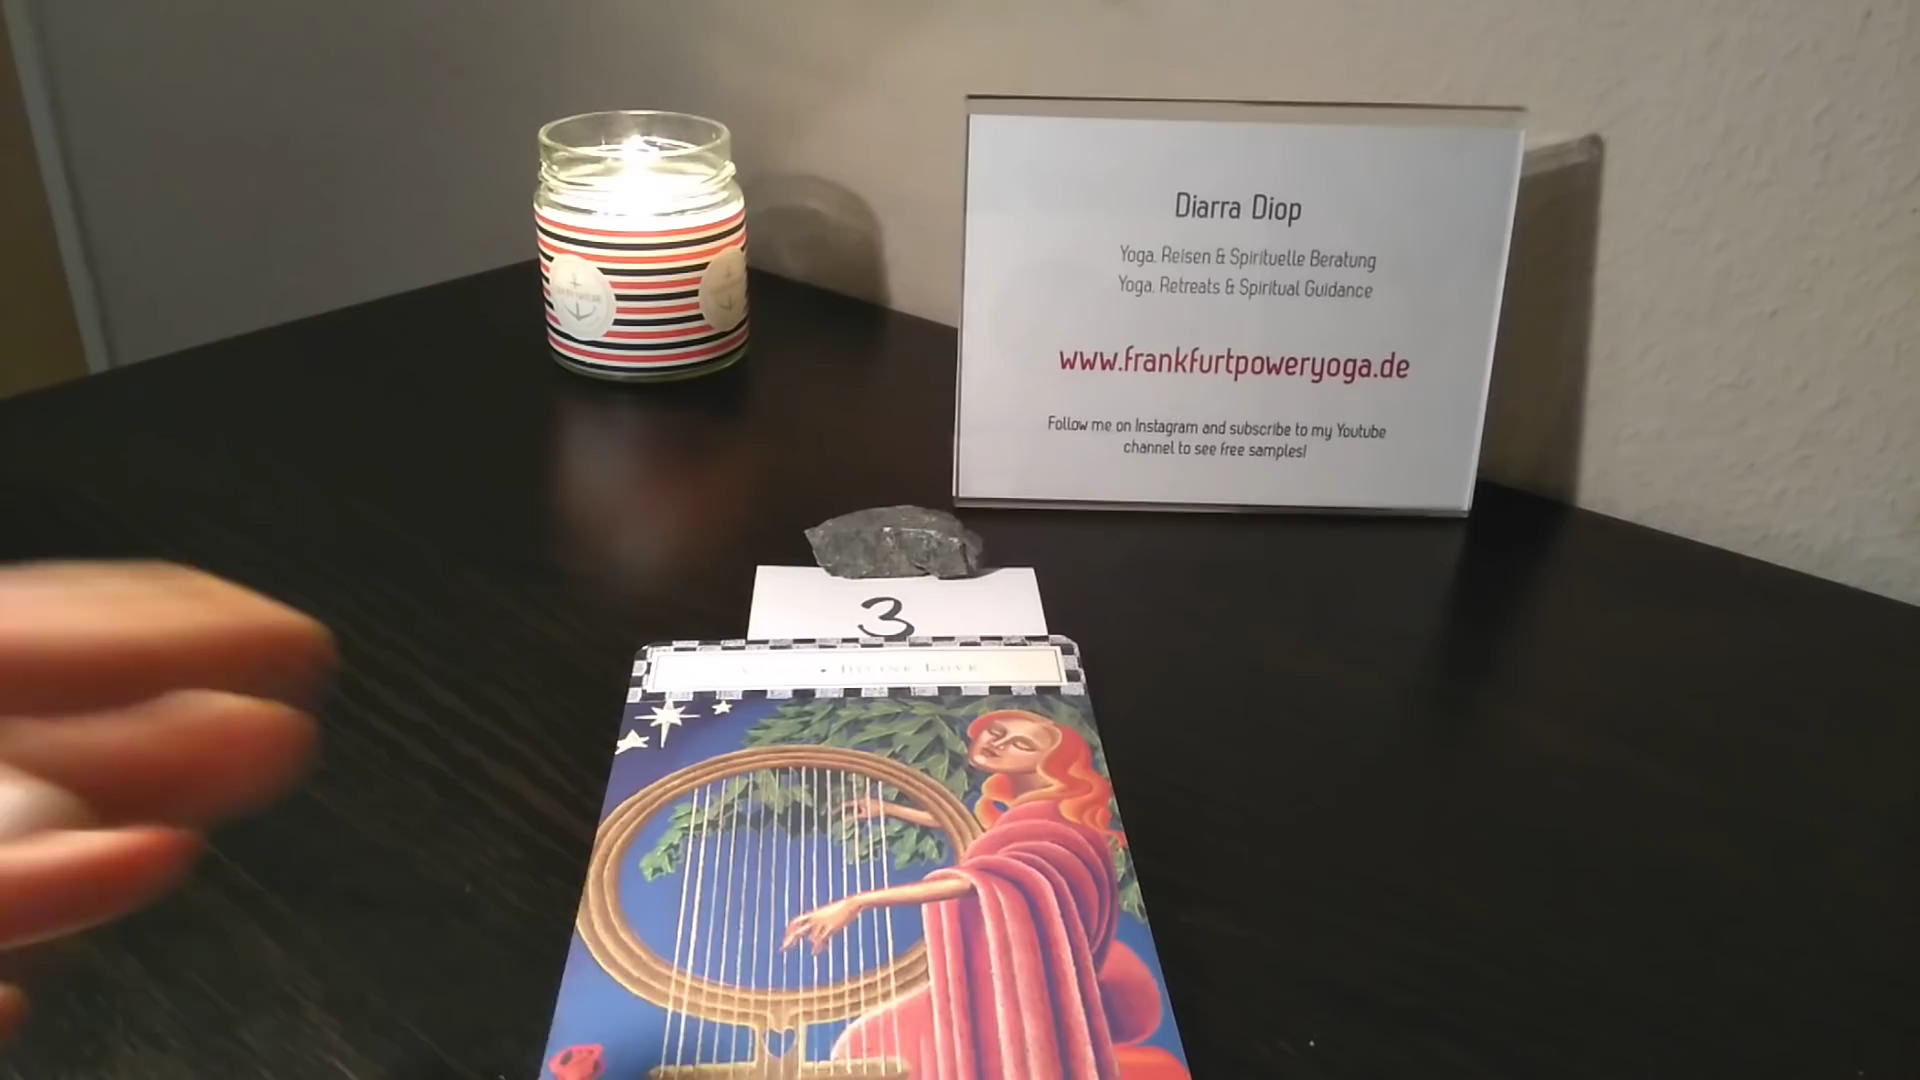 Diarra Diop
Yoga, Reisen & Spirituelle Beratung
Yoga, Retreats & Spiritual Guidance
www.frankfurtpoweryoga.de
Follow me on Instagram and subscribe to my Youtube
channel to see free samples!
3
• DIVINE LOVE